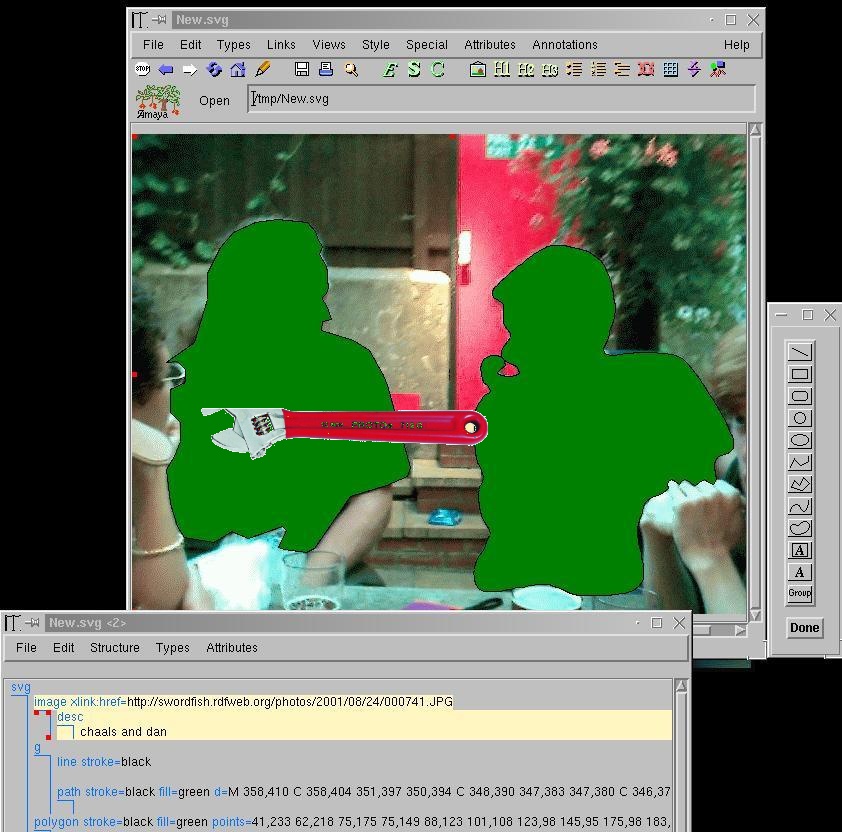 New.svg
File Edit Types Links Views Style Special Attributes Annotations Help
STOP E S C H1 H2 H3
Amaya Open /tmp/New.svg
A
A
Group
Done
New.svg <2>
File Edit Structure Types Attributes
svg
image xlink:href=http://swordfish.rdfweb.org/photos/2001/08/24/000741.JPG
desc
chaals and dan
g
line stroke=black
path stroke=black fill=green d=M 358,410 C 358,404 351,397 350,394 C 348,390 347,383 347,380 C 346,37
polygon stroke=black fill=green points=41,233 62,218 75,175 75,149 88,123 101,108 123,98 145,95 175,98 183,